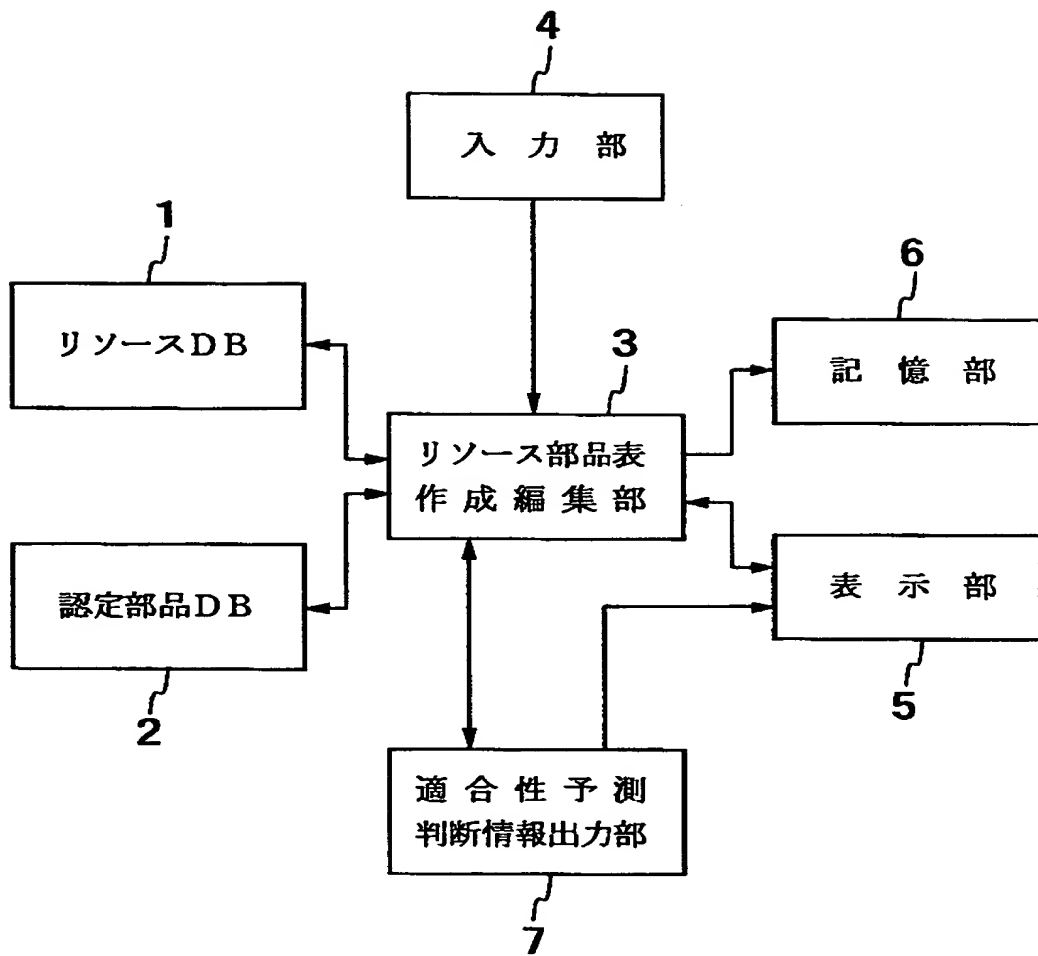 4
入力部
1
リソースDB
6
記憶部
3
リソース部品表
作成編集部
認定部品DB
2
表示部
5
適合性予測
判断情報出力部
7